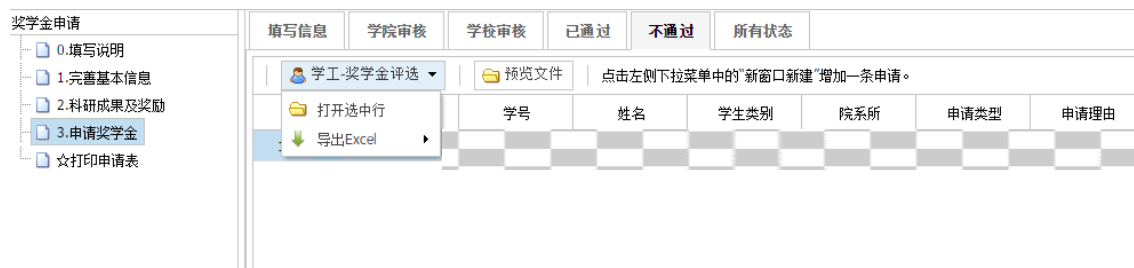 奖学金申请
0.填写说明
1.完善基本信息
2.科研成果及奖励
3.申请奖学金
☆打印申请表
填写信息 学院审核 学校审核 已通过 不通过 所有状态
学工-奖学金评选 预览文件 点击左侧下拉菜单中的"新窗口新建"增加一条申请。
打开选中行
导出Excel
学号 姓名 学生类别 院系所 申请类型 申请理由